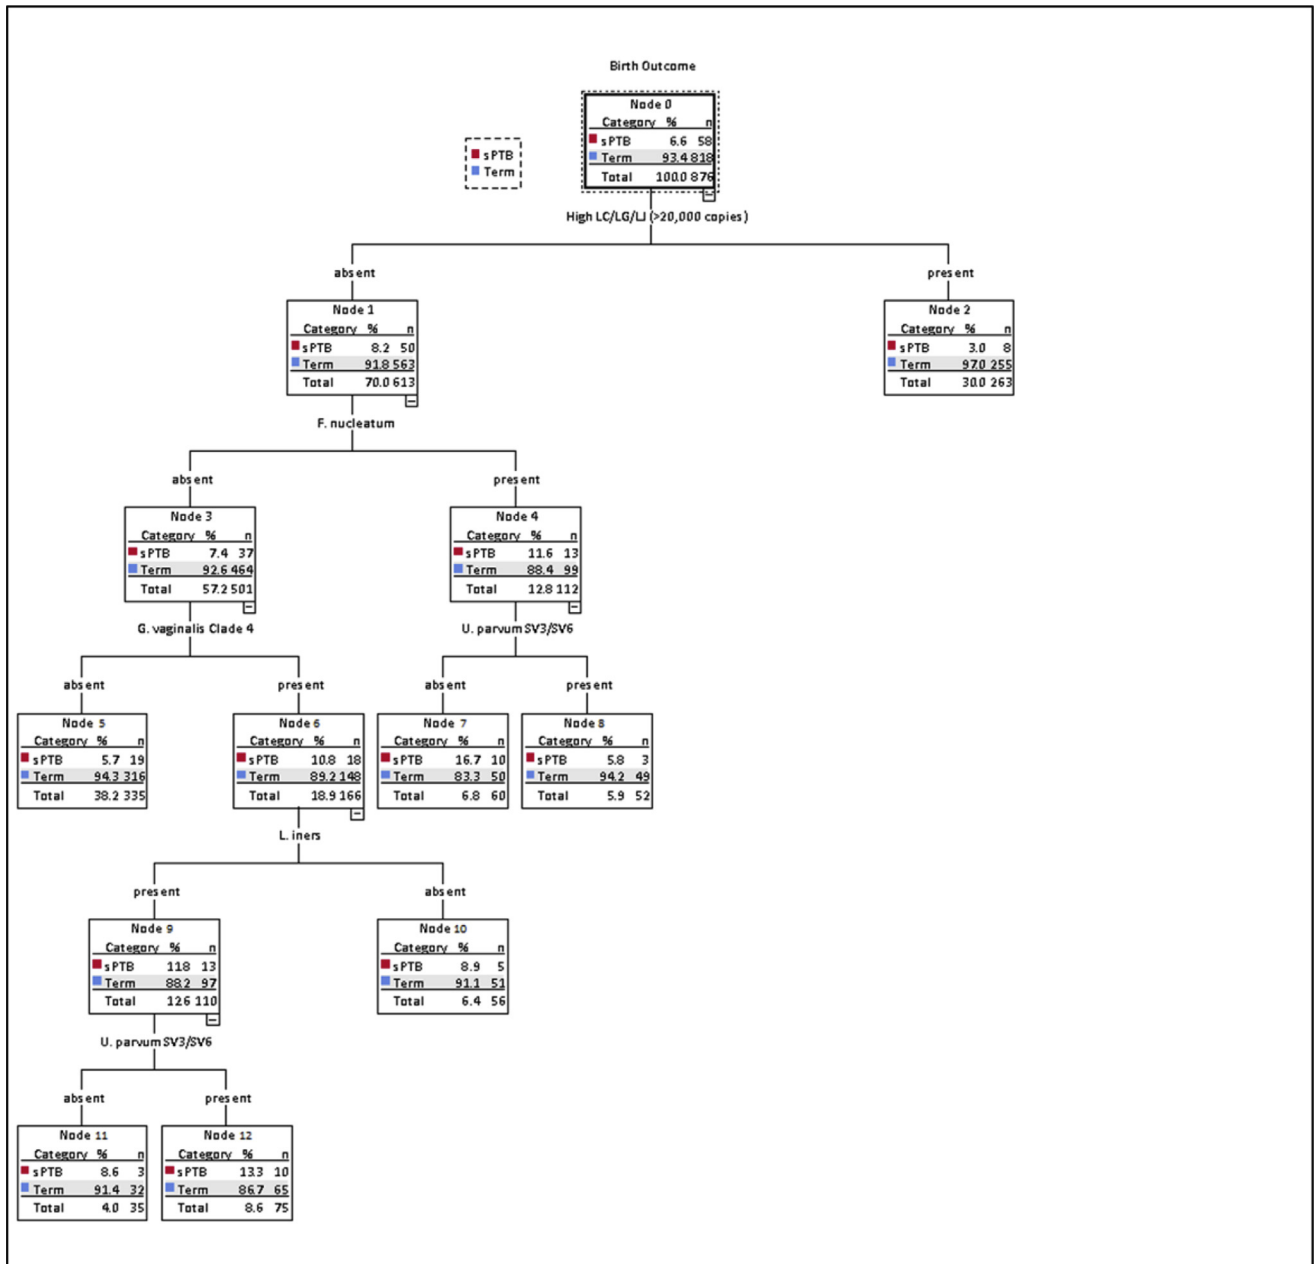 Birth Outcome
Node 0
Category % n
sPTB 6.6 58
Term 93.4 818
Total 100.0 876
sPTB
Term
High LC/LG/LJ (>20,000 copies)
absent
present
Node 1
Category % n
sPTB 8.2 50
Term 91.8 563
Total 70.0 613
Node 2
Category % n
sPTB 3.0 8
Term 97.0 255
Total 30.0 263
F. nucleatum
absent
present
Node 3
Category % n
sPTB 7.4 37
Term 92.6 464
Total 57.2 501
Node 4
Category % n
sPTB 11.6 13
Term 88.4 99
Total 12.8 112
G. vaginalis Clade 4
U. parvum SV3/SV6
absent
present
absent
present
Node 5
Category % n
sPTB 5.7 19
Term 94.3 316
Total 38.2 335
Node 6
Category % n
sPTB 10.8 18
Term 89.2 148
Total 18.9 166
Node 7
Category % n
sPTB 16.7 10
Term 83.3 50
Total 6.8 60
Node 8
Category % n
sPTB 5.8 3
Term 94.2 49
Total 5.9 52
L. iners
present
absent
Node 9
Category % n
sPTB 11.8 13
Term 88.2 97
Total 12.6 110
Node 10
Category % n
sPTB 8.9 5
Term 91.1 51
Total 6.4 56
U. parvum SV3/SV6
absent
present
Node 11
Category % n
sPTB 8.6 3
Term 91.4 32
Total 4.0 35
Node 12
Category % n
sPTB 13.3 10
Term 86.7 65
Total 8.6 75